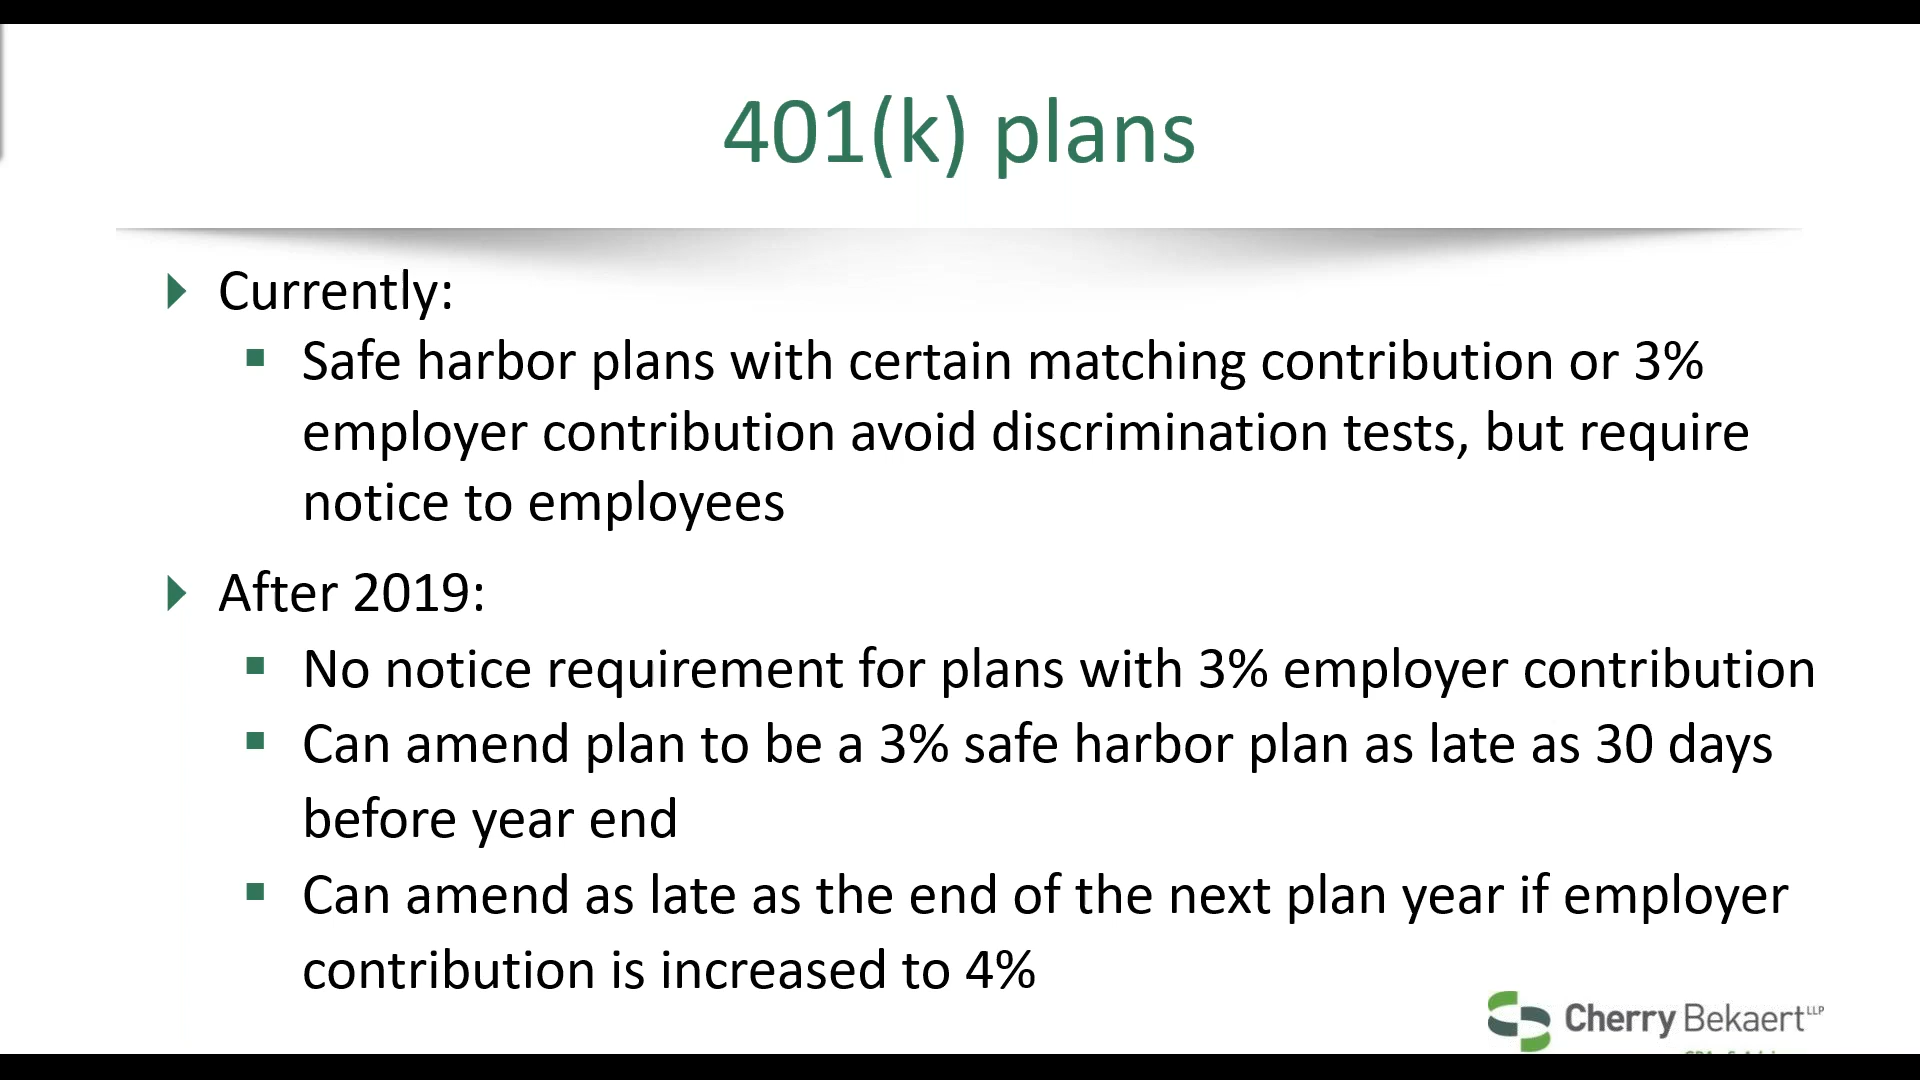 401(k) plans
Currently:
Safe harbor plans with certain matching contribution or 3%
employer contribution avoid discrimination tests, but require
notice to employees
After 2019:
No notice requirement for plans with 3% employer contribution
Can amend plan to be a 3% safe harbor plan as late as 30 days
before year end
Can amend as late as the end of the next plan year if employer
contribution is increased to 4%
Cherry Bekaert LLP